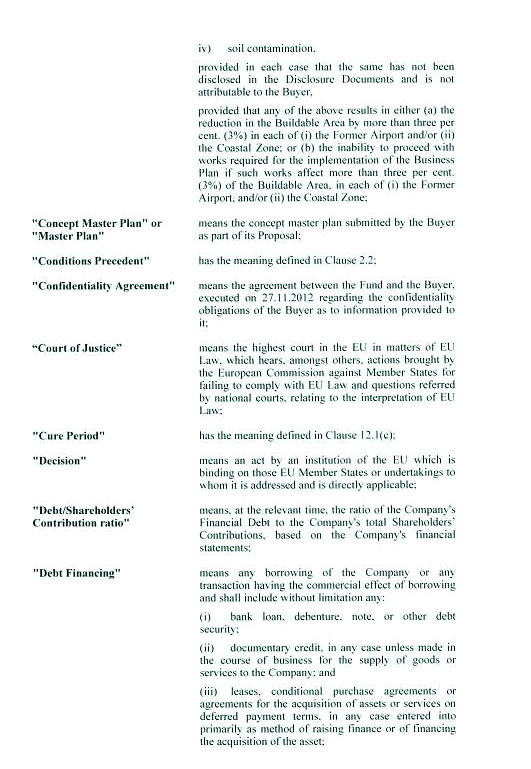 iv) soil contamination,
provided in each case that the same has not been
disclosed in the Disclosure Documents and is not
attributable to the Buyer,
provided that any of the above results in either (a) the
reduction in the Buildable Area by more than three per
cent. (3%) in each of (i) the Former Airport and/or (ii)
the Coastal Zone; or (b) the inability to proceed with
works required for the implementation of the Business
Plan if such works affect more than three per cent.
(3%) of the Buildable Area, in each of (i) the Former
Airport, and/or (ii) the Coastal Zone;
"Concept Master Plan" or
"Master Plan"
means the concept master plan submitted by the Buyer
as part of its Proposal;
"Conditions Precedent"
has the meaning defined in Clause 2.2;
"Confidentiality Agreement"
means the agreement between the Fund and the Buyer,
executed on 27.11.2012 regarding the confidentiality
obligations of the Buyer as to information provided to
it;
“Court of Justice”
means the highest court in the EU in matters of EU
Law, which hears, amongst others, actions brought by
the European Commission against Member States for
failing to comply with EU Law and questions referred
by national courts, relating to the interpretation of EU
Law;
"Cure Period"
has the meaning defined in Clause 12.1(c);
"Decision"
means an act by an institution of the EU which is
binding on those EU Member States or undertakings to
whom it is addressed and is directly applicable;
"Debt/Shareholders'
Contribution ratio"
means, at the relevant time, the ratio of the Company's
Financial Debt to the Company's total Shareholders'
Contributions, based on the Company's financial
statements;
"Debt Financing"
means any borrowing of the Company or any
transaction having the commercial effect of borrowing
and shall include without limitation any:
(i) bank loan, debenture, note, or other debt
security;
(ii) documentary credit, in any case unless made in
the course of business for the supply of goods or
services to the Company; and
(iii) leases, conditional purchase agreements or
agreements for the acquisition of assets or services on
deferred payment terms, in any case entered into
primarily as method of raising finance or of financing
the acquisition of the asset;